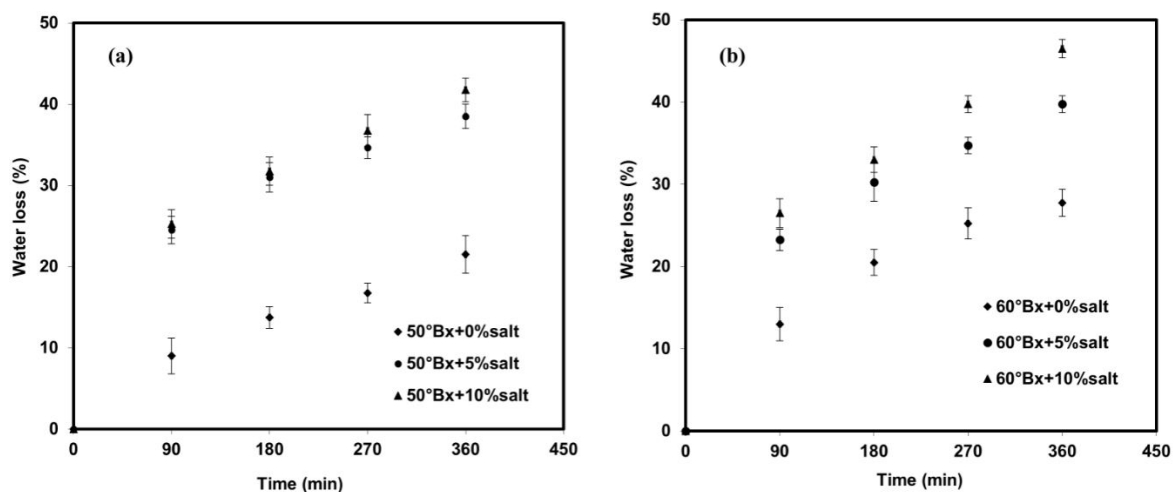 (a)
Water loss (%)
50
40
30
20
10
0
0 90 180 270 360 450
Time (min)
50°Bx+0%salt
50°Bx+5%salt
50°Bx+10%salt
(b)
Water loss (%)
50
40
30
20
10
0
0 90 180 270 360 450
Time (min)
60°Bx+0%salt
60°Bx+5%salt
60°Bx+10%salt